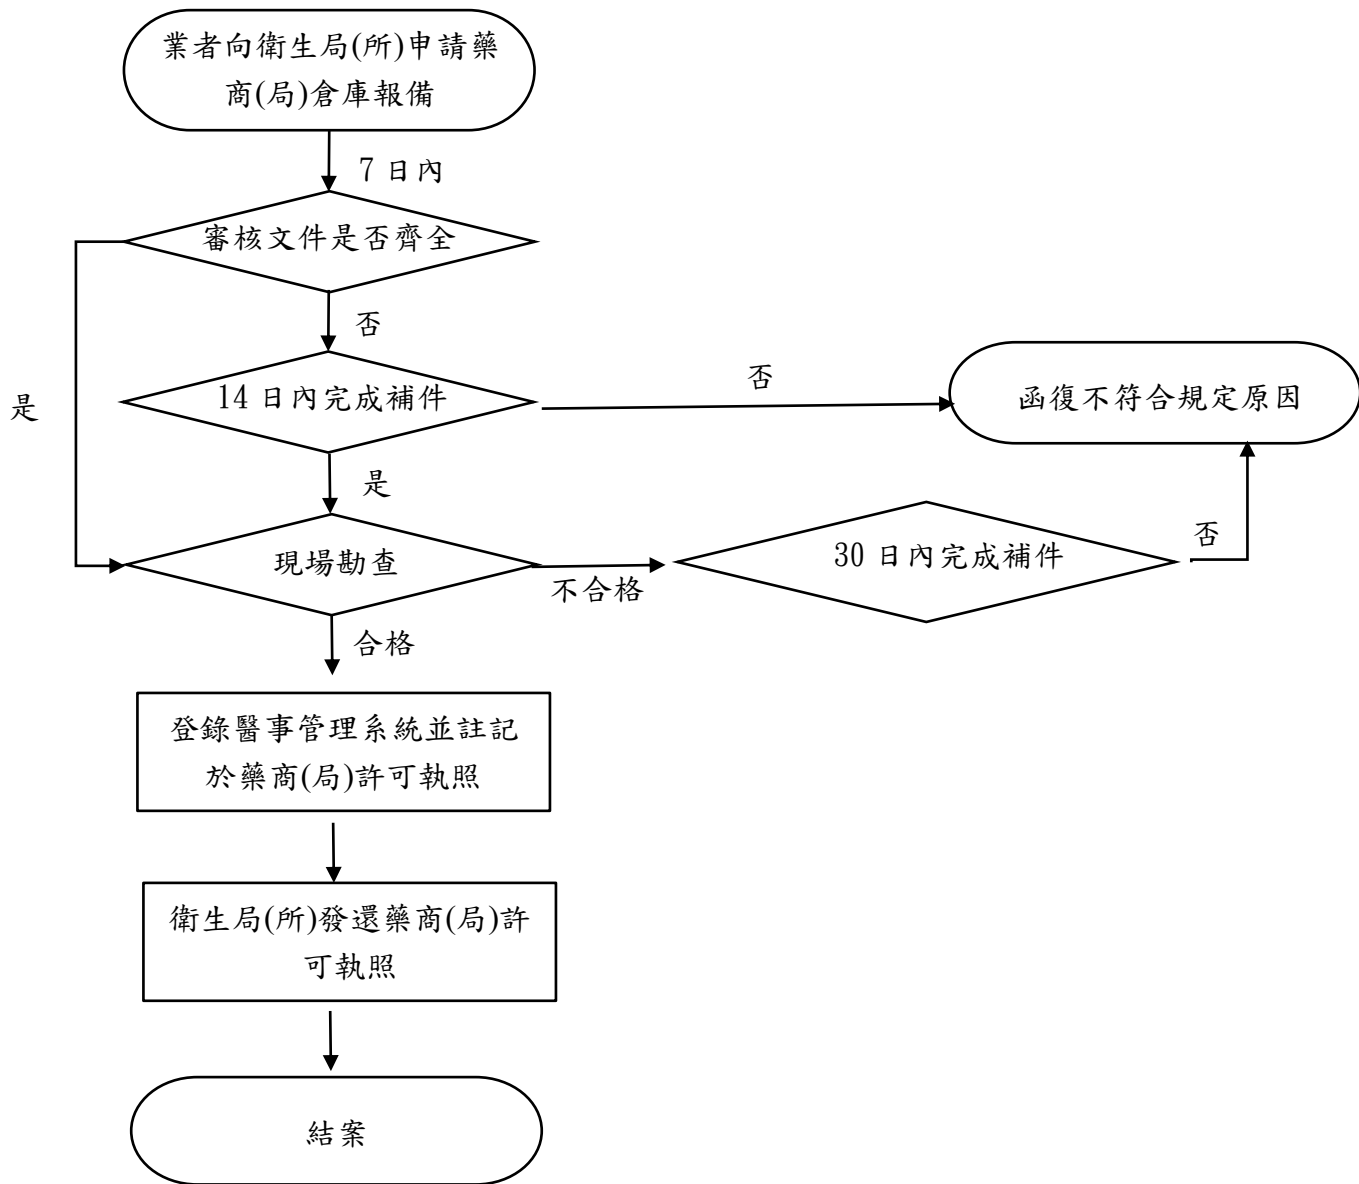 業者向衛生局(所)申請藥
商(局)倉庫報備
7 日內
審核文件是否齊全
否
是
14 日內完成補件
否
函復不符合規定原因
是
現場勘查
不合格
30 日內完成補件
否
合格
登錄醫事管理系統並註記
於藥商(局)許可執照
衛生局(所)發還藥商(局)許
可執照
結案